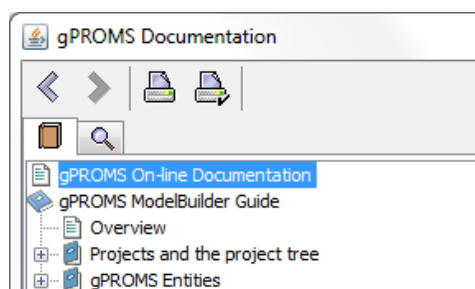 gPROMS Documentation
gPROMS On-line Documentation
gPROMS ModelBuilder Guide
Overview
Projects and the project tree
gPROMS Entities